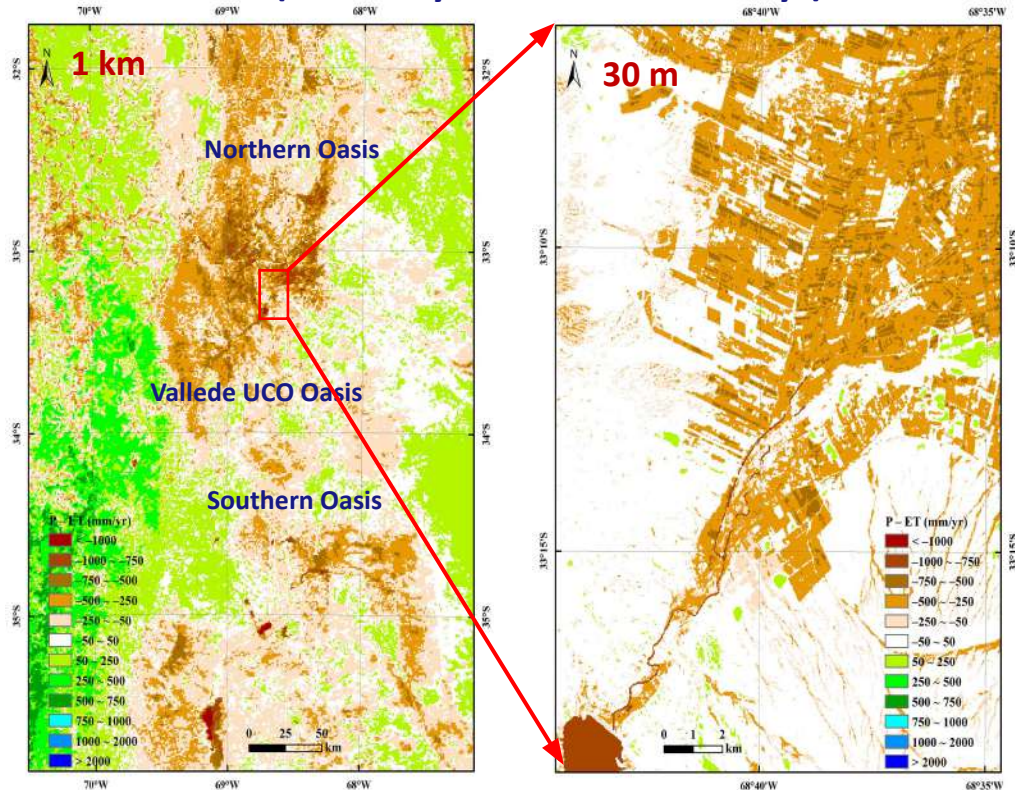 70°W 69°W 68°W
68°40'W 68°35'W
N
1 km
N
30 m
32°S 32°S
Northern Oasis
33°S 33°S
33°10'S 33°10'S
Vallede UCO Oasis
34°S 34°S
Southern Oasis
P – ET (mm/yr)
< –1000
–1000 ~ –750
–750 ~ –500
–500 ~ –250
–250 ~ –50
–50 ~ 50
50 ~ 250
250 ~ 500
500 ~ 750
750 ~ 1000
1000 ~ 2000
> 2000
35°S 35°S
0 25 50
km
33°15'S 33°15'S
P – ET (mm/yr)
< –1000
–1000 ~ –750
–750 ~ –500
–500 ~ –250
–250 ~ –50
–50 ~ 50
50 ~ 250
250 ~ 500
500 ~ 750
750 ~ 1000
1000 ~ 2000
> 2000
0 1 2
km
70°W 69°W 68°W
68°40'W 68°35'W